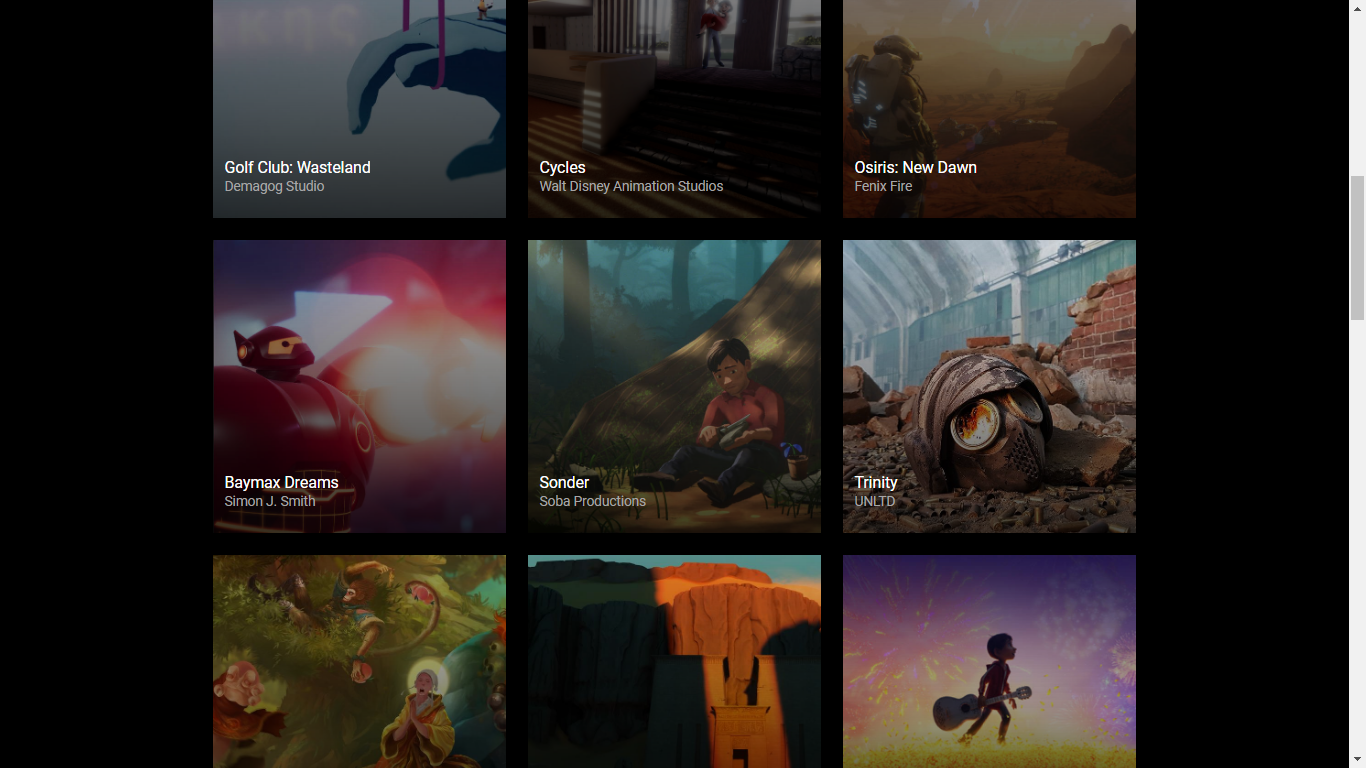 Golf Club: Wasteland
Demagog Studio
Cycles
Walt Disney Animation Studios
Osiris: New Dawn
Fenix Fire
Baymax Dreams
Simon J. Smith
Sonder
Soba Productions
Trinity
UNLTD